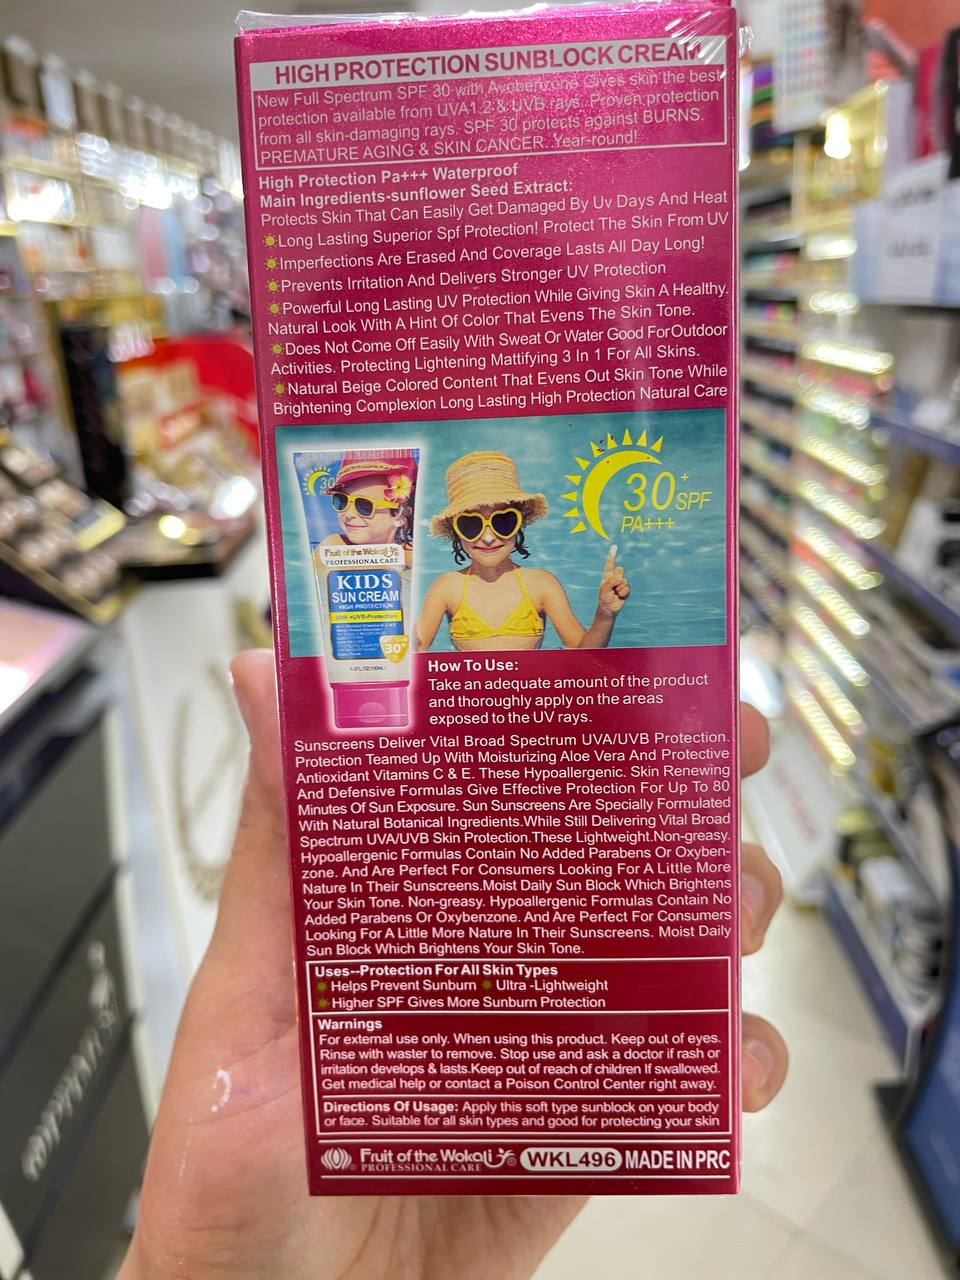 HIGH PROTECTION SUNBLOCK CREAM
New Full Spectrum SPF 30 with Avobenzone Gives skin the best
protection available from UVA1.2 & UVB rays. Proven protection
from all skin-damaging rays. SPF 30 protects against BURNS.
PREMATURE AGING & SKIN CANCER. Year-round!
High Protection Pa+++ Waterproof
Main Ingredients-sunflower Seed Extract:
Protects Skin That Can Easily Get Damaged By Uv Days And Heat
Long Lasting Superior Spf Protection! Protect The Skin From UV
Imperfections Are Erased And Coverage Lasts All Day Long!
Prevents Irritation And Delivers Stronger UV Protection
Powerful Long Lasting UV Protection While Giving Skin A Healthy.
Natural Look With A Hint Of Color That Evens The Skin Tone.
Does Not Come Off Easily With Sweat Or Water Good For Outdoor
Activities. Protecting Lightening Mattifying 3 In 1 For All Skins.
Natural Beige Colored Content That Evens Out Skin Tone While
Brightening Complexion Long Lasting High Protection Natural Care
30
30+ SPF
PA+++
Fruit of the Wokali
PROFESSIONAL CARE
KIDS
SUN CREAM
HIGH PROTECTION
UVA+UVB-Protection
30+
How To Use:
Take an adequate amount of the product
and thoroughly apply on the areas
exposed to the UV rays.
Sunscreens Deliver Vital Broad Spectrum UVA/UVB Protection.
Protection Teamed Up With Moisturizing Aloe Vera And Protective
Antioxidant Vitamins C & E. These Hypoallergenic. Skin Renewing
And Defensive Formulas Give Effective Protection For Up To 80
Minutes Of Sun Exposure. Sun Sunscreens Are Specially Formulated
With Natural Botanical Ingredients.While Still Delivering Vital Broad
Spectrum UVA/UVB Skin Protection.These Lightweight.Non-greasy.
Hypoallergenic Formulas Contain No Added Parabens Or Oxyben-
zone. And Are Perfect For Consumers Looking For A Little More
Nature In Their Sunscreens.Moist Daily Sun Block Which Brightens
Your Skin Tone. Non-greasy. Hypoallergenic Formulas Contain No
Added Parabens Or Oxybenzone. And Are Perfect For Consumers
Looking For A Little More Nature In Their Sunscreens. Moist Daily
Sun Block Which Brightens Your Skin Tone.
Uses--Protection For All Skin Types
Helps Prevent Sunburn Ultra -Lightweight
Higher SPF Gives More Sunburn Protection
Warnings
For external use only. When using this product. Keep out of eyes.
Rinse with waster to remove. Stop use and ask a doctor if rash or
irritation develops & lasts.Keep out of reach of children If swallowed.
Get medical help or contact a Poison Control Center right away.
Directions Of Usage: Apply this soft type sunblock on your body
or face. Suitable for all skin types and good for protecting your skin
Fruit of the Wokali WKL496 MADE IN PRC
PROFESSIONAL CARE